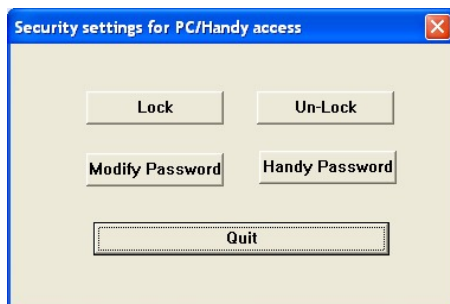 Security settings for PC/Handy access
Lock
Un-Lock
Modify Password
Handy Password
Quit